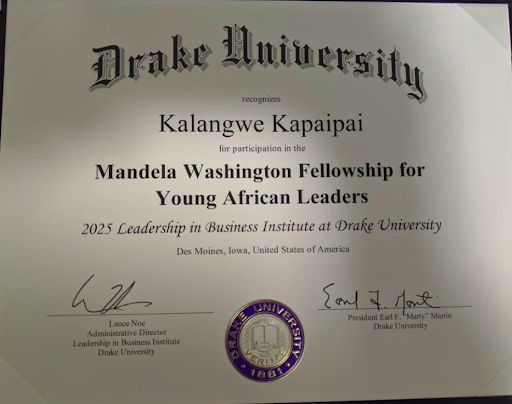 Drake University
recognizes
Kalangwe Kapaipai
for participation in the
Mandela Washington Fellowship for
Young African Leaders
2025 Leadership in Business Institute at Drake University
Des Moines, Iowa, United States of America
Lance Noe
Administrative Director
Leadership in Business Institute
Drake University
Earl F. Martin
President Earl F. "Marty" Martin
Drake University
DRAKE UNIVERSITY
VERITAS
1881